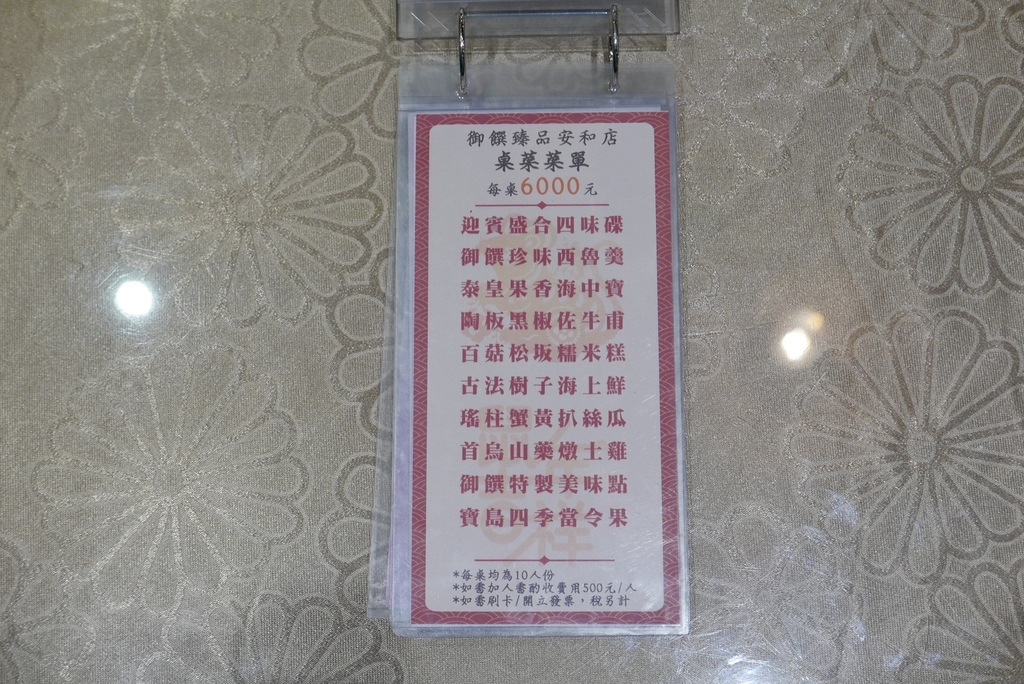 御饌臻品安和店
桌菜菜單
每桌6000元
迎賓盛合四味碟
御饌珍味西魯羹
泰皇果香海中寶
陶板黑椒佐牛甫
百菇松坂糯米糕
古法樹子海上鮮
瑤柱蟹黃扒絲瓜
首烏山藥燉土雞
御饌特製美味點
寶島四季當令果
*每桌均為10人份
*如需加人需酌收費用500元/人
*如需刷卡/開立發票，稅另計